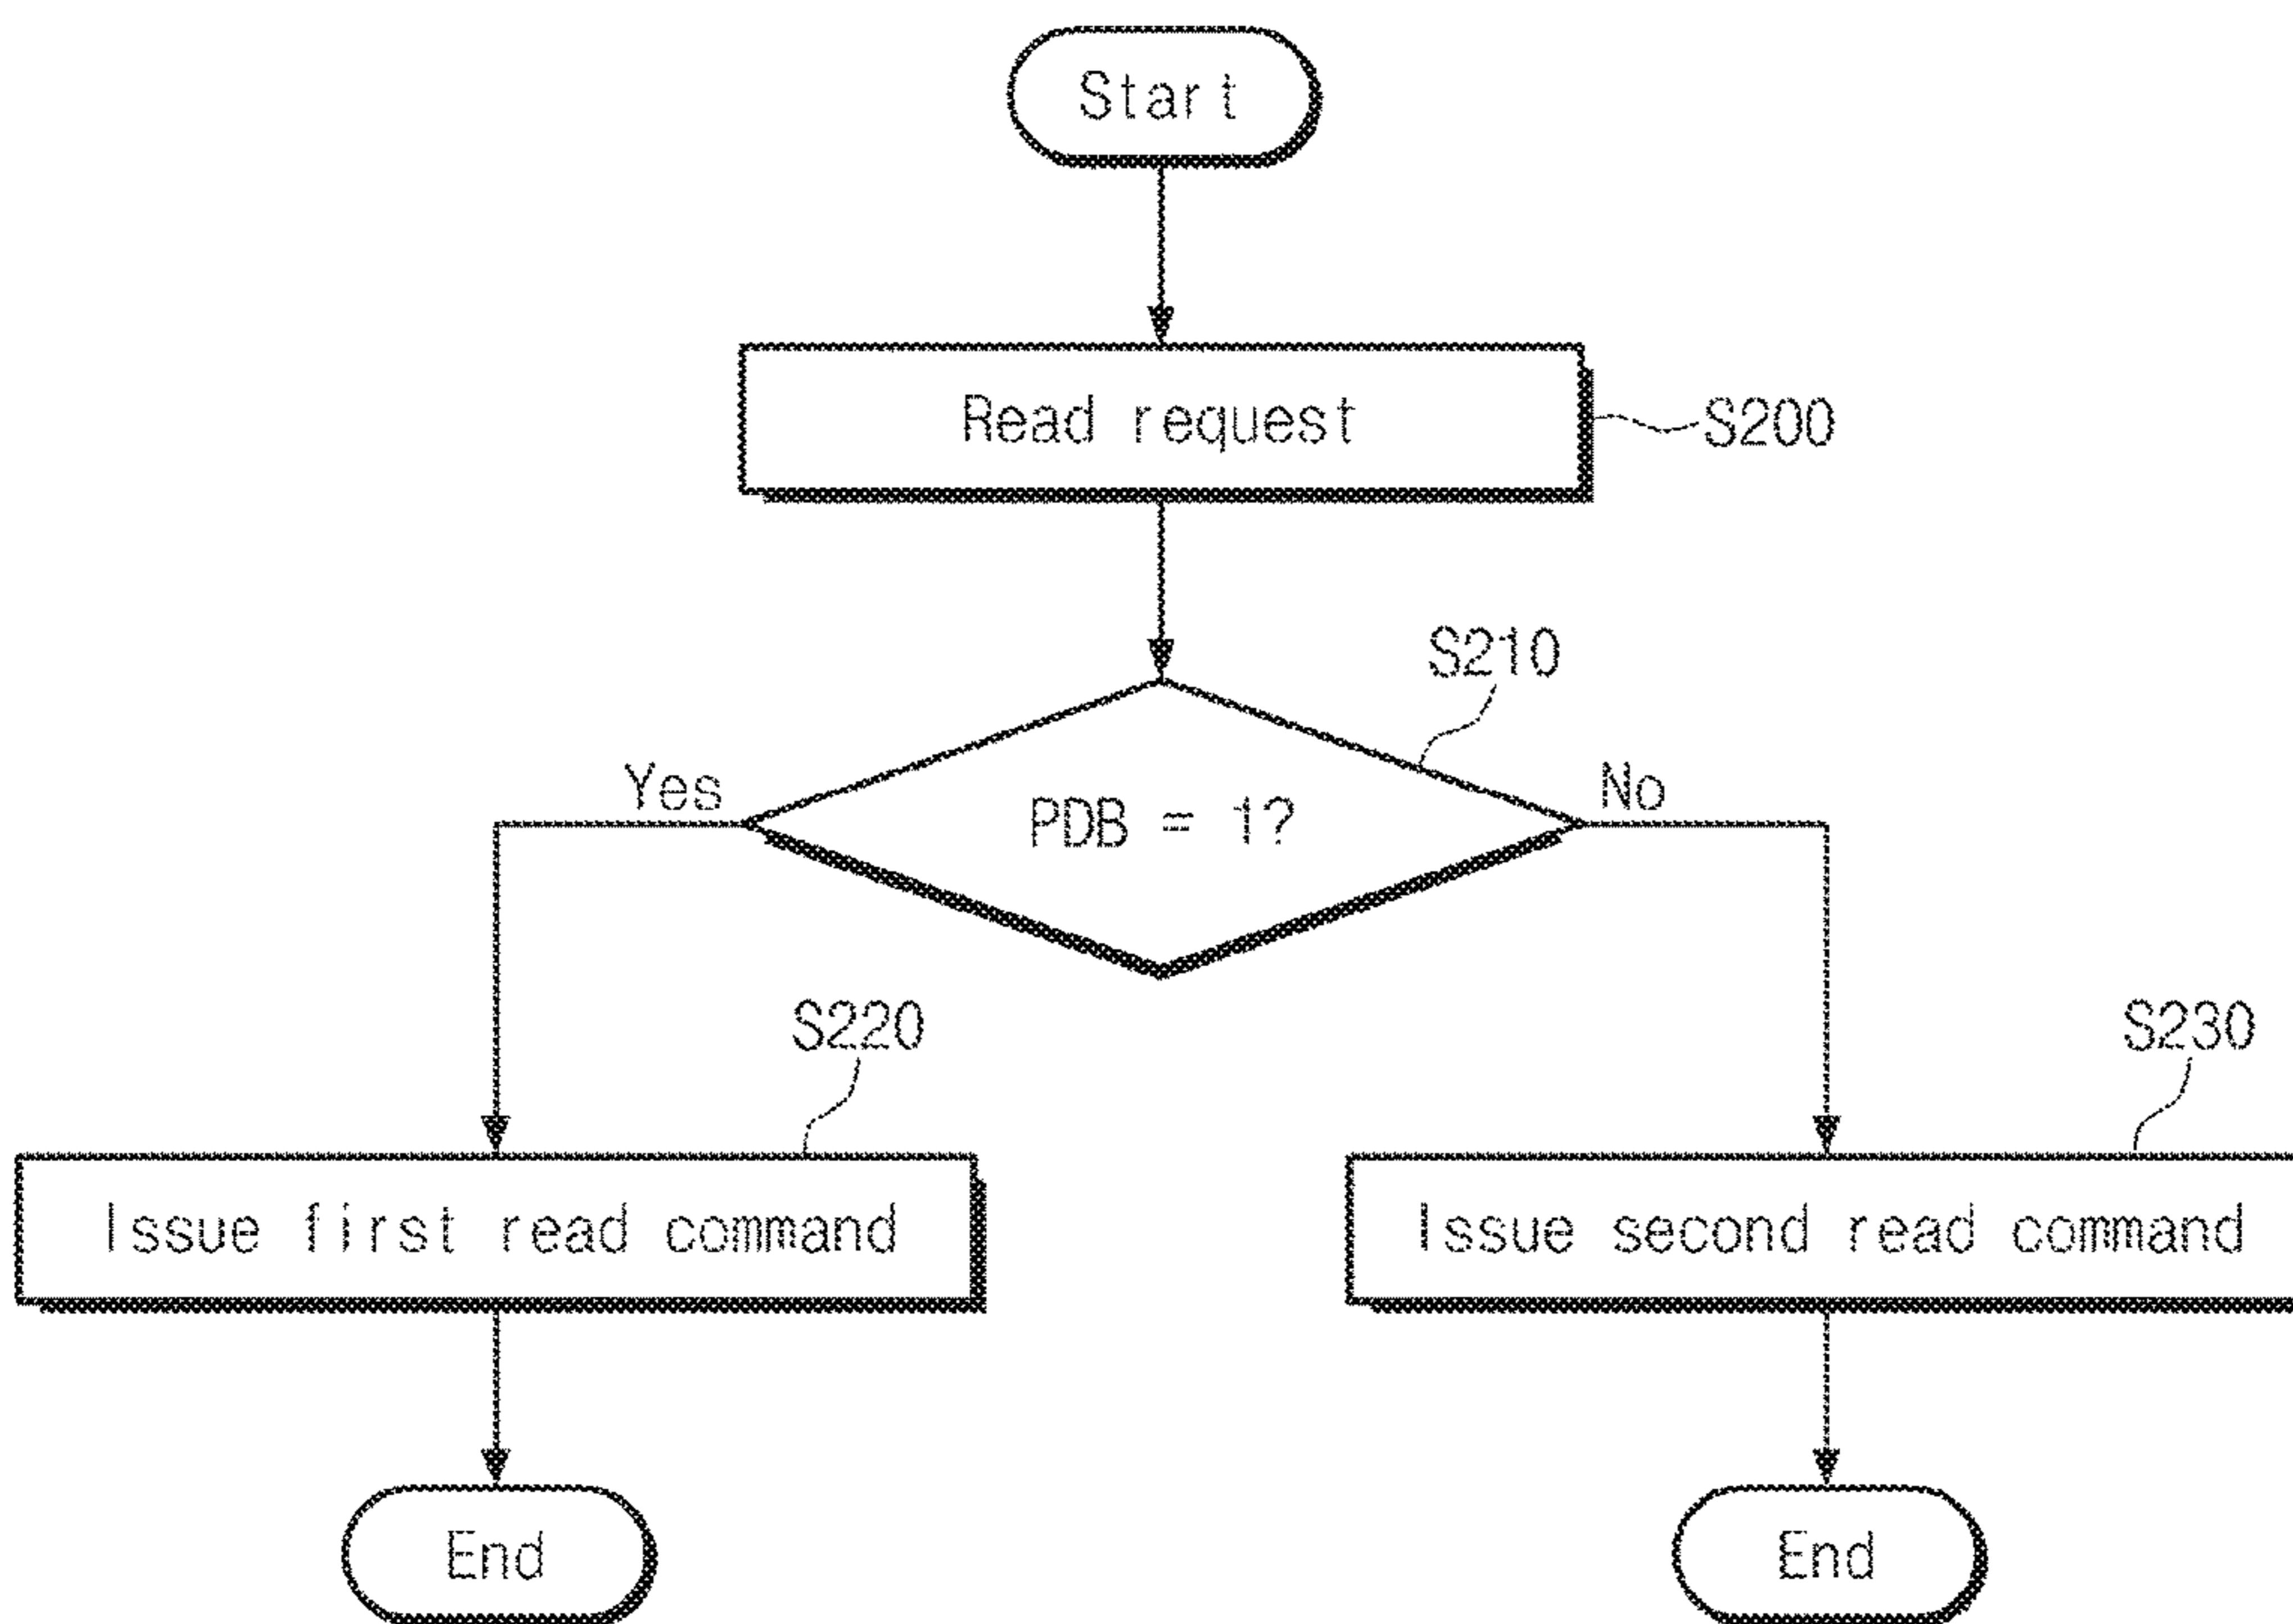 Start
Read request
S200
S210
Yes
PDB = 1?
No
S220
S230
Issue first read command
Issue second read command
End
End